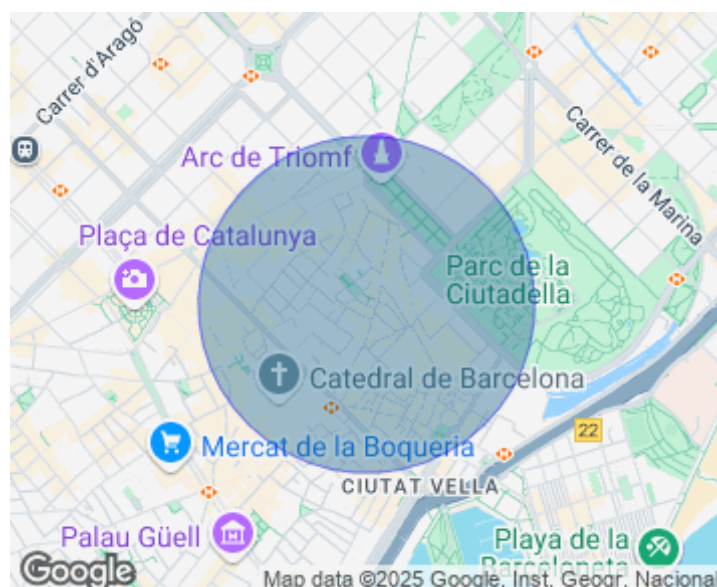 Carrer d'Aragó
Arc de Triomf
Carrer de la Marina
Plaça de Catalunya
Parc de la
Ciutadella
Catedral de Barcelona
22
Mercat de la Boqueria
CIUTAT VELLA
Palau Güell
Playa de la
Barceloneta
Google
Map data ©2025 Google, Inst. Geogr. Nacional